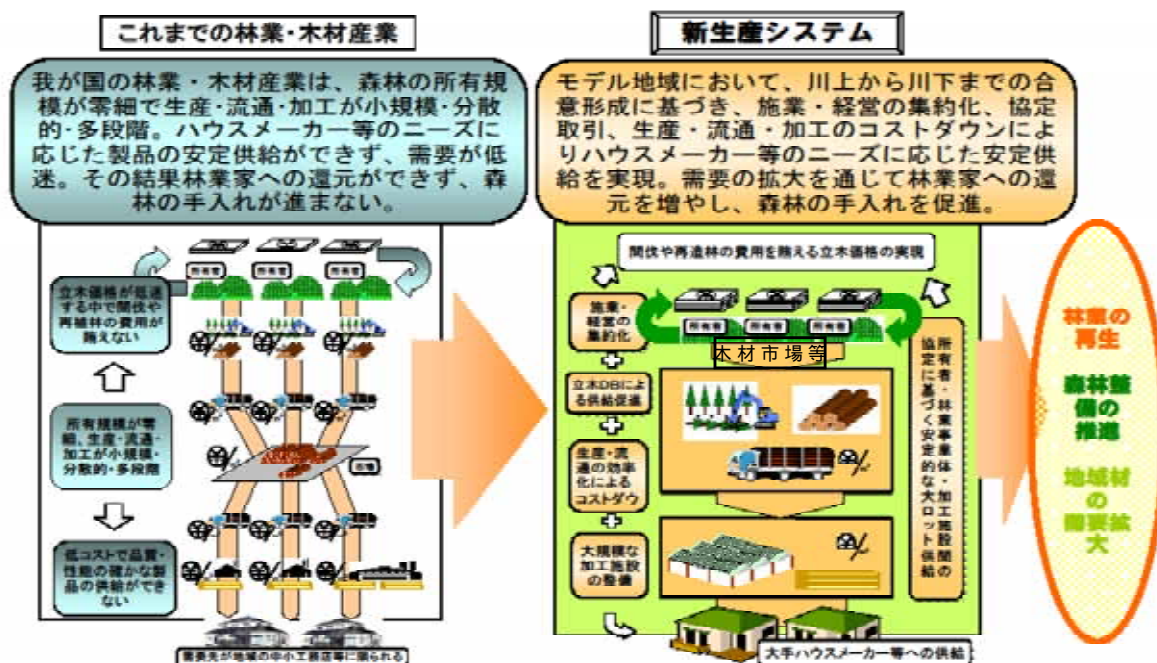 これまでの林業・木材産業
我が国の林業・木材産業は、森林の所有規
模が零細で生産・流通・加工が小規模・分散
的・多段階。ハウスメーカー等のニーズに
応じた製品の安定供給ができず、需要が低
迷。その結果林業家への還元ができず、森
林の手入れが進まない。
所有者
所有者
所有者
立木価格が低迷
する中で間伐や
再植林の費用が
賄えない
所有規模が零
細、生産・流通・
加工が小規模・
分散的・多段階
市場
低コストで品質・
性能の確かな製
品の供給ができ
ない
需要先が地域の中小工務店等に限られる
新生産システム
モデル地域において、川上から川下までの合
意形成に基づき、施業・経営の集約化、協定
取引、生産・流通・加工のコストダウンによ
りハウスメーカー等のニーズに応じた安定供
給を実現。需要の拡大を通じて林業家への還
元を増やし、森林の手入れを促進。
間伐や再造林の費用を賄える立木価格の実現
施業・
経営の
集約化
所有者
所有者
所有者
木材市場等
立木DBによ
る供給促進
生産・流
通の効率
化による
コストダウ
大規模な
加工施設
の整備
所有者・林業事業体・加工施設間の
協定に基づく安定的な大ロット供給
大手ハウスメーカー等への供給
林業の
再生
森林整
備の
推進
地域材
の
需要拡
大